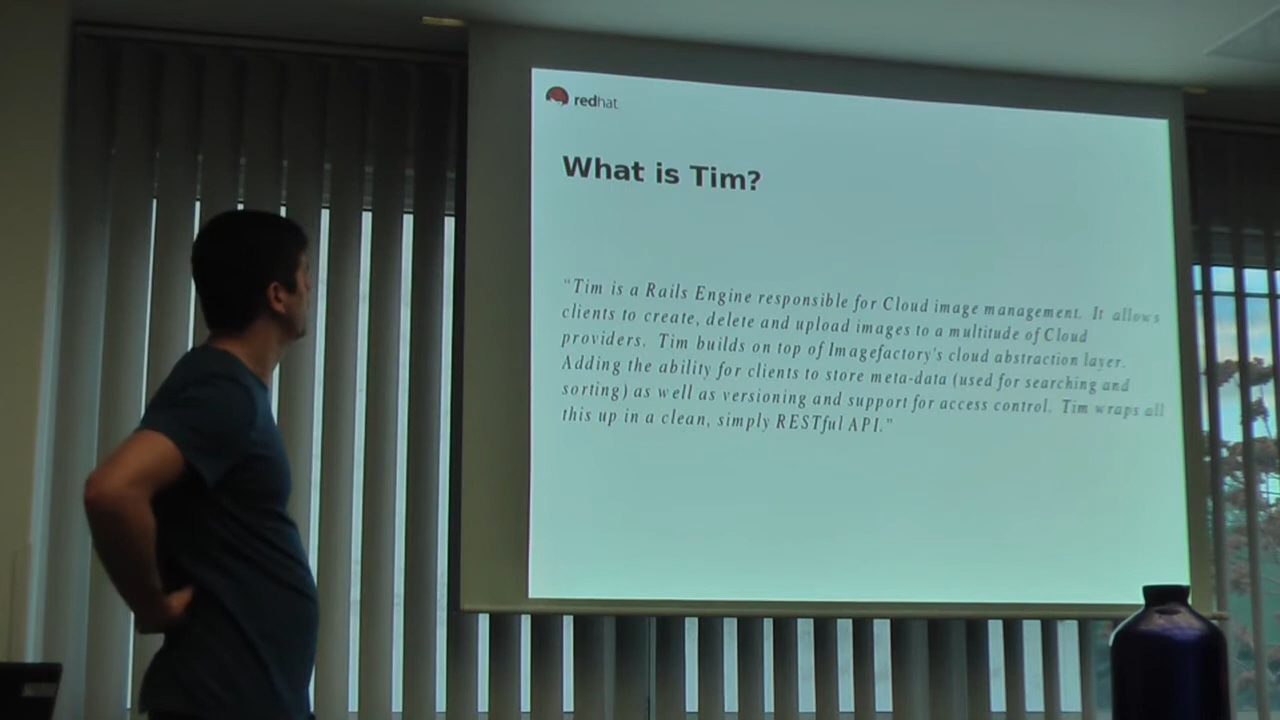 redhat
What is Tim?
“Tim is a Rails Engine responsible for Cloud image management. It allows
clients to create, delete and upload images to a multitude of Cloud
providers. Tim builds on top of Imagefactory's cloud abstraction layer.
Adding the ability for clients to store meta-data (used for searching and
sorting) as well as versioning and support for access control. Tim wraps all
this up in a clean, simply RESTful API.”